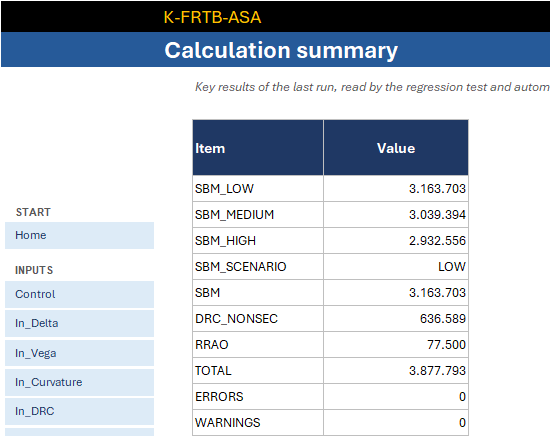 K-FRTB-ASA
Calculation summary
Key results of the last run, read by the regression test and autom
Item Value
SBM_LOW 3.163.703
SBM_MEDIUM 3.039.394
SBM_HIGH 2.932.556
SBM_SCENARIO LOW
SBM 3.163.703
DRC_NONSEC 636.589
RRAO 77.500
TOTAL 3.877.793
ERRORS 0
WARNINGS 0
START
Home
INPUTS
Control
In_Delta
In_Vega
In_Curvature
In_DRC